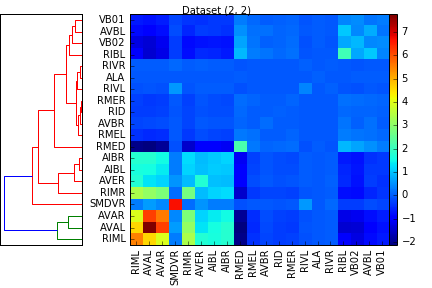 Dataset (2, 2)
VB01
AVBL
VB02
RIBL
RIVR
ALA
RIVL
RMER
RID
AVBR
RMEL
RMED
AIBR
AIBL
AVER
RIMR
SMDVR
AVAR
AVAL
RIML
RIML
AVAL
AVAR
SMDVR
RIMR
AVER
AIBL
AIBR
RMED
RMEL
AVBR
RID
RMER
RIVL
ALA
RIVR
RIBL
VB02
AVBL
VB01
7
6
5
4
3
2
1
0
−1
−2